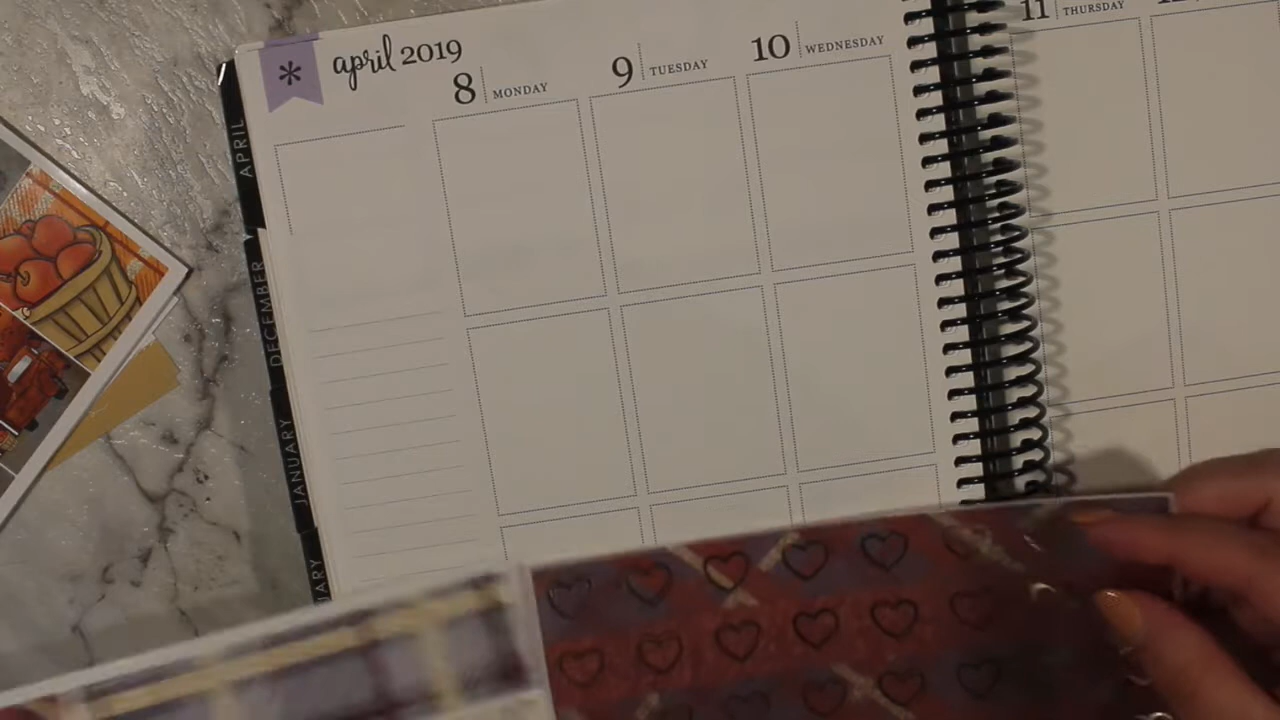 april 2019
8 MONDAY
9 TUESDAY
10 WEDNESDAY
11 THURSDAY
APRIL
DECEMBER
JANUARY